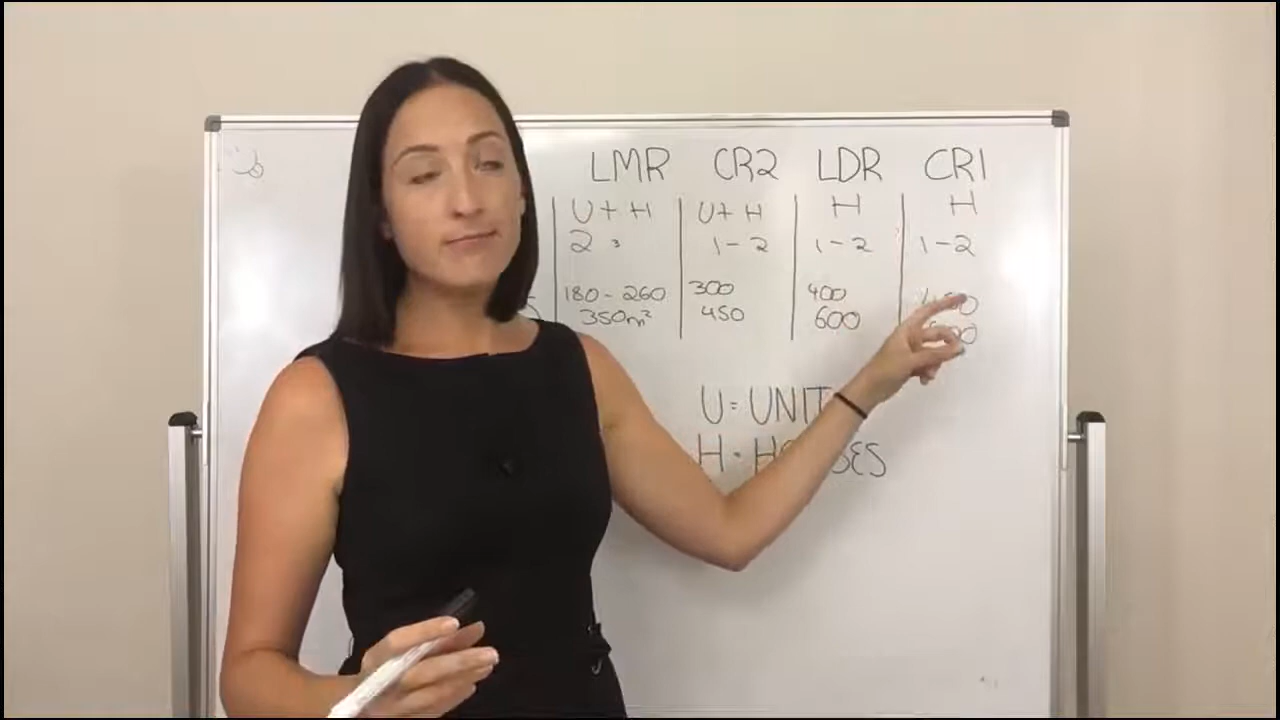 LMR CR2 LDR CR1
U + H U + H H H
2 3 1-2 1-2 1-2
180 - 260 300 400
350m² 450 600
U = UNIT
H -